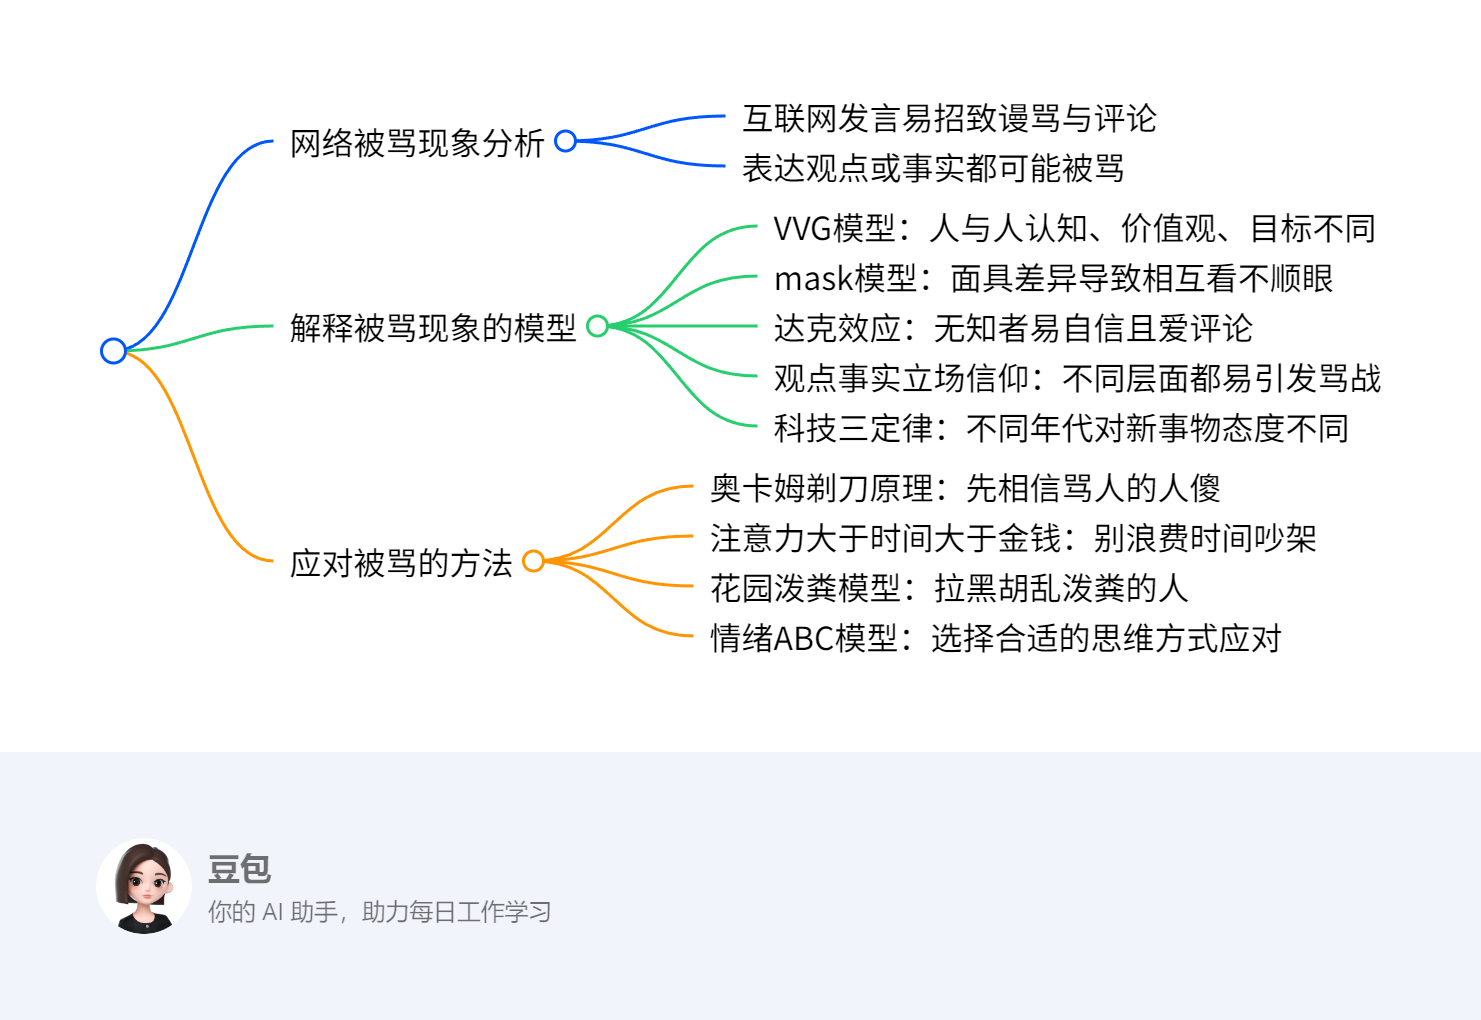 网络被骂现象分析
互联网发言易招致谩骂与评论
表达观点或事实都可能被骂
解释被骂现象的模型
VVG模型：人与人认知、价值观、目标不同
mask模型：面具差异导致相互看不顺眼
达克效应：无知者易自信且爱评论
观点事实立场信仰：不同层面都易引发骂战
科技三定律：不同年代对新事物态度不同
应对被骂的方法
奥卡姆剃刀原理：先相信骂人的人傻
注意力大于时间大于金钱：别浪费时间吵架
花园泼粪模型：拉黑胡乱泼粪的人
情绪ABC模型：选择合适的思维方式应对
豆包
你的 AI 助手，助力每日工作学习